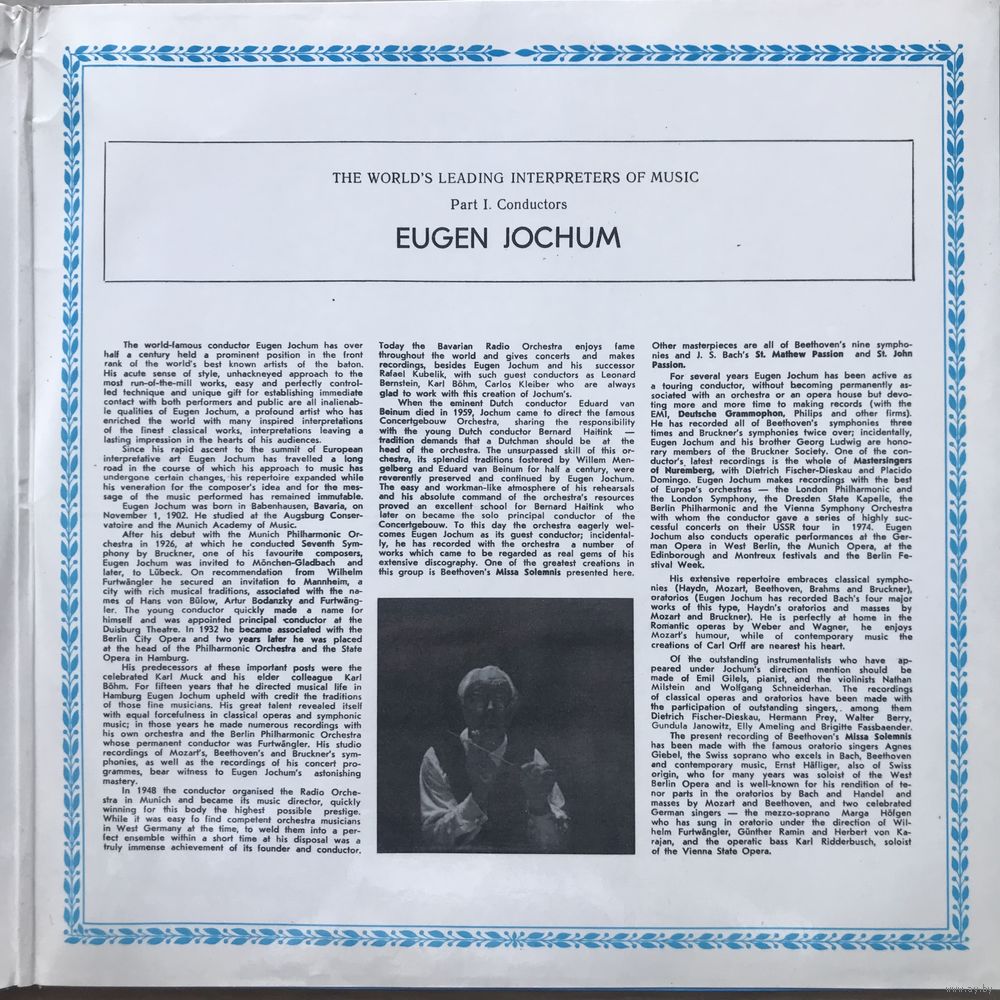 THE WORLD'S LEADING INTERPRETERS OF MUSIC
Part I. Conductors
EUGEN JOCHUM
The world-famous conductor Eugen Jochum has over
half a century held a prominent position in the front
rank of the world's best known artists of the baton.
His acute sense of style, unhackneyed approach to the
most run-of-the-mill works, easy and perfectly control-
led technique and unique gift for establishing immediate
contact with both performers and public are all inalienab-
le qualities of Eugen Jochum, a profound artist who has
enriched the world with many inspired interpretations
of the finest classical works, interpretations leaving a
lasting impression in the hearts of his audiences.
Since his rapid ascent to the summit of European
interpretative art Eugen Jochum has travelled a long
road in the course of which his approach to music has
undergone certain changes, his repertoire expanded while
his veneration for the composer's idea and for the mes-
sage of the music performed has remained immutable.
Eugen Jochum was born in Babenhausen, Bavaria, on
November 1, 1902. He studied at the Augsburg Conser-
vatoire and the Munich Academy of Music.
After his debut with the Munich Philharmonic Or-
chestra in 1926, at which he conducted Seventh Sym-
phony by Bruckner, one of his favourite composers,
Eugen Jochum was invited to Mönchen-Gladbach and
later, to Lübeck. On recommendation from Wilhelm
Furtwängler he secured an invitation to Mannheim, a
city with rich musical traditions, associated with the na-
mes of Hans von Bülow, Artur Bodanzky and Furtwäng-
ler. The young conductor quickly made a name for
himself and was appointed principal conductor at the
Duisburg Theatre. In 1932 he became associated with the
Berlin City Opera and two years later he was placed
at the head of the Philharmonic Orchestra and the State
Opera in Hamburg.
His predecessors at these important posts were the
celebrated Karl Muck and his elder colleague Karl
Böhm. For fifteen years that he directed musical life in
Hamburg Eugen Jochum upheld with credit the traditions
of those fine musicians. His great talent revealed itself
with equal forcefulness in classical operas and symphonic
music; in those years he made numerous recordings with
his own orchestra and the Berlin Philharmonic Orchestra
whose permanent conductor was Furtwängler. His studio
recordings of Mozart's, Beethoven's and Bruckner's sym-
phonies, as well as the recordings of his concert pro-
grammes, bear witness to Eugen Jochum's astonishing
mastery.
In 1948 the conductor organised the Radio Orche-
stra in Munich and became its music director, quickly
winning for this body the highest possible prestige.
While it was easy fo find competent orchestra musicians
in West Germany at the time, to weld them into a per-
fect ensemble within a short time at his disposal was a
truly immense achievement of its founder and conductor.
Today the Bavarian Radio Orchestra enjoys fame
throughout the world and gives concerts and makes
recordings, besides Eugen Jochum and his successor
Rafael Kubelik, with such guest conductors as Leonard
Bernstein, Karl Böhm, Carlos Kleiber who are always
glad to work with this creation of Jochum's.
When the eminent Dutch conductor Eduard van
Beinum died in 1959, Jochum came to direct the famous
Concertgebouw Orchestra, sharing the responsibility
with the young Dutch conductor Bernard Haitink —
tradition demands that a Dutchman should be at the
head of the orchestra. The unsurpassed skill of this or-
chestra, its splendid traditions fostered by Willem Men-
gelberg and Eduard van Beinum for half a century, were
reverently preserved and continued by Eugen Jochum.
The easy and workman-like atmosphere of his rehearsals
and his absolute command of the orchestra's resources
proved an excellent school for Bernard Haitink who
later on became the solo principal conductor of the
Concertgebouw. To this day the orchestra eagerly wel-
comes Eugen Jochum as its guest conductor; incidental-
ly, he has recorded with the orchestra a number of
works which came to be regarded as real gems of his
extensive discography. One of the greatest creations in
this group is Beethoven's Missa Solemnis presented here.
Other masterpieces are all of Beethoven's nine sympho-
nies and J. S. Bach's St. Mathew Passion and St. John
Passion.
For several years Eugen Jochum has been active as
a touring conductor, without becoming permanently as-
sociated with an orchestra or an opera house but devo-
ting more and more time to making records (with the
EMI, Deutsche Grammophon, Philips and other firms).
He has recorded all of Beethoven's symphonies three
times and Bruckner's symphonies twice over; incidentally,
Eugen Jochum and his brother Georg Ludwig are hono-
rary members of the Bruckner Society. One of the con-
ductor's latest recordings is the whole of Mastersingers
of Nuremberg, with Dietrich Fischer-Dieskau and Placido
Domingo. Eugen Jochum makes recordings with the best
of Europe's orchestras — the London Philharmonic and
the London Symphony, the Dresden State Kapelle, the
Berlin Philharmonic and the Vienna Symphony Orchestra
with whom the conductor gave a series of highly suc-
cessful concerts on their USSR tour in 1974. Eugen
Jochum also conducts operatic performances at the Ger-
man Opera in West Berlin, the Munich Opera, at the
Edinborough and Montreux festivals and the Berlin Fe-
stival Week.
His extensive repertoire embraces classical sympho-
nies (Haydn, Mozart, Beethoven, Brahms and Bruckner),
oratorios (Eugen Jochum has recorded Bach's four major
works of this type, Haydn's oratorios and masses by
Mozart and Bruckner). He is perfectly at home in the
Romantic operas by Weber and Wagner, he enjoys
Mozart's humour, while of contemporary music the
creations of Carl Orff are nearest his heart.
Of the outstanding instrumentalists who have ap-
peared under Jochum's direction mention should be
made of Emil Gilels, pianist, and the violinists Nathan
Milstein and Wolfgang Schneiderhan. The recordings
of classical operas and oratorios have been made with
the participation of outstanding singers, among them
Dietrich Fischer-Dieskau, Hermann Prey, Walter Berry,
Gundula Janowitz, Elly Ameling and Brigitte Fassbaender.
The present recording of Beethoven's Missa Solemnis
has been made with the famous oratorio singers Agnes
Giebel, the Swiss soprano who excels in Bach, Beethoven
and contemporary music, Ernst Häfliger, also of Swiss
origin, who for many years was soloist of the West
Berlin Opera and is well-known for his rendition of te-
nor parts in the oratorios by Bach and Handel and
masses by Mozart and Beethoven, and two celebrated
German singers — the mezzo-soprano Marga Höfgen
who has sung in oratorio under the direction of Wil-
helm Furtwängler, Günther Ramin and Herbert von Ka-
rajan, and the operatic bass Karl Ridderbusch, soloist
of the Vienna State Opera.
www.ay.by